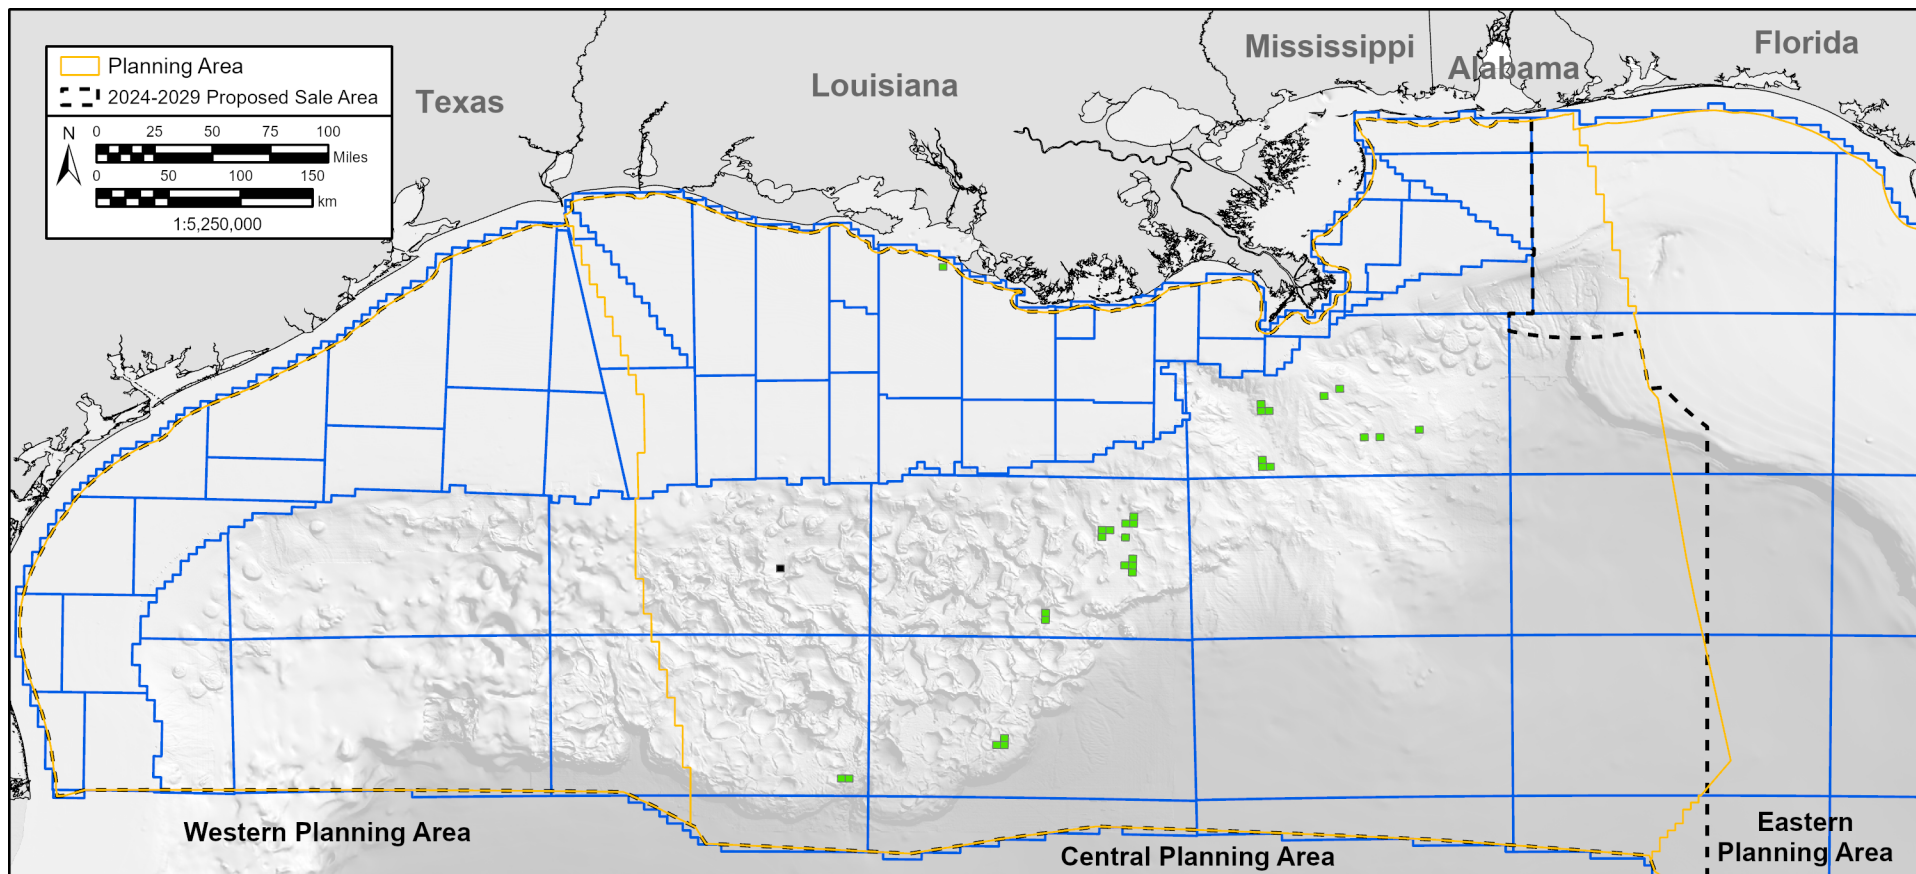 Planning Area
2024-2029 Proposed Sale Area
N
0 25 50 75 100
Miles
0 50 100 150
km
1:5,250,000
Texas
Louisiana
Mississippi
Alabama
Florida
Western Planning Area
Central Planning Area
Eastern
Planning Area